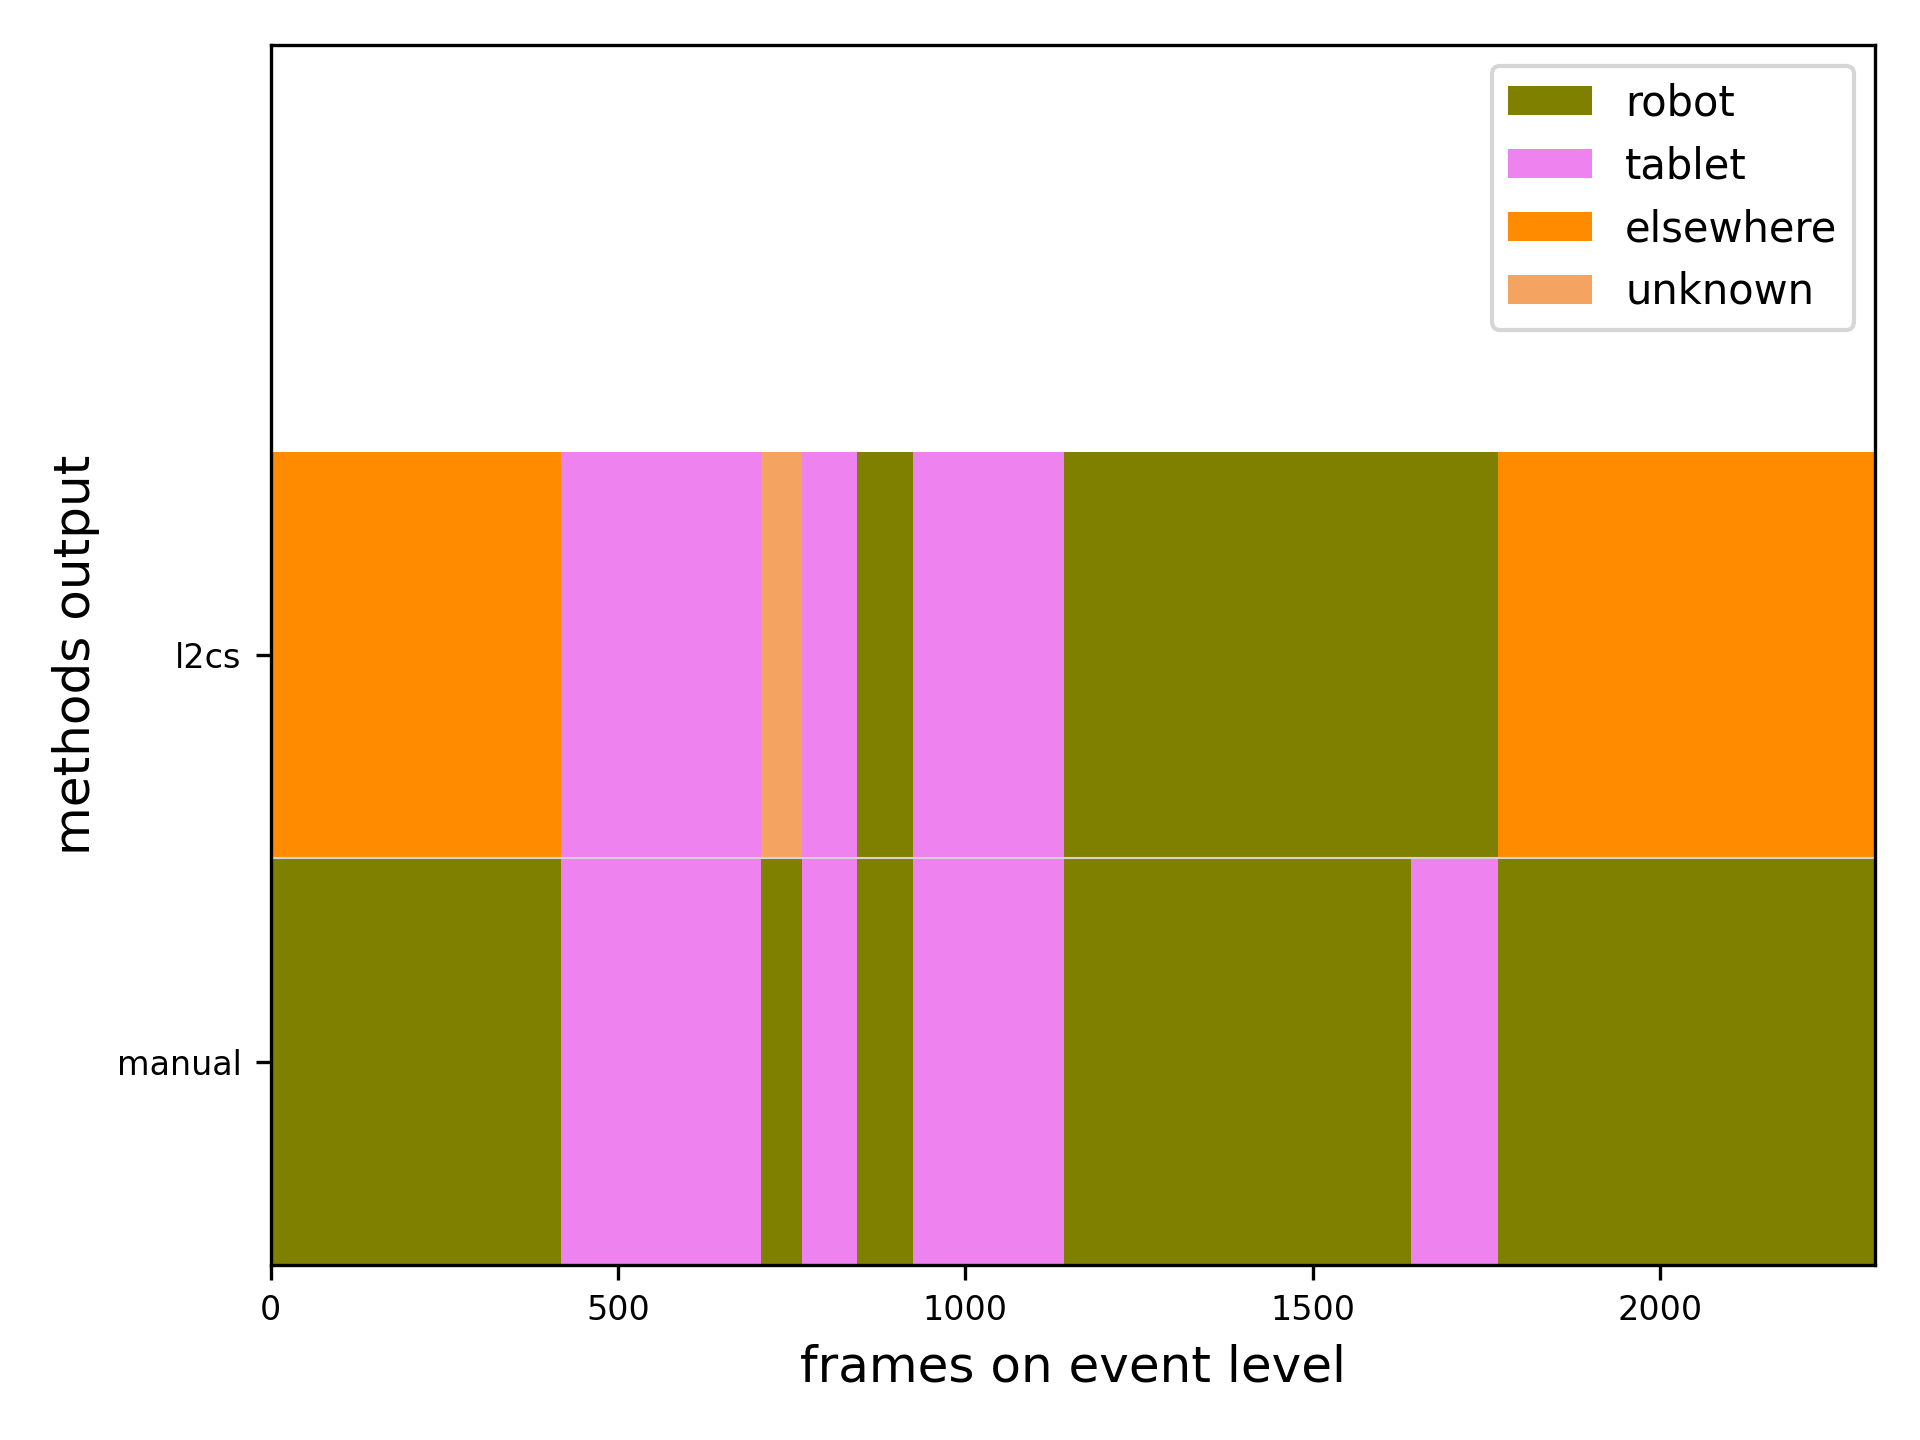 robot
tablet
elsewhere
unknown
methods output
l2cs
manual
0 500 1000 1500 2000
frames on event level